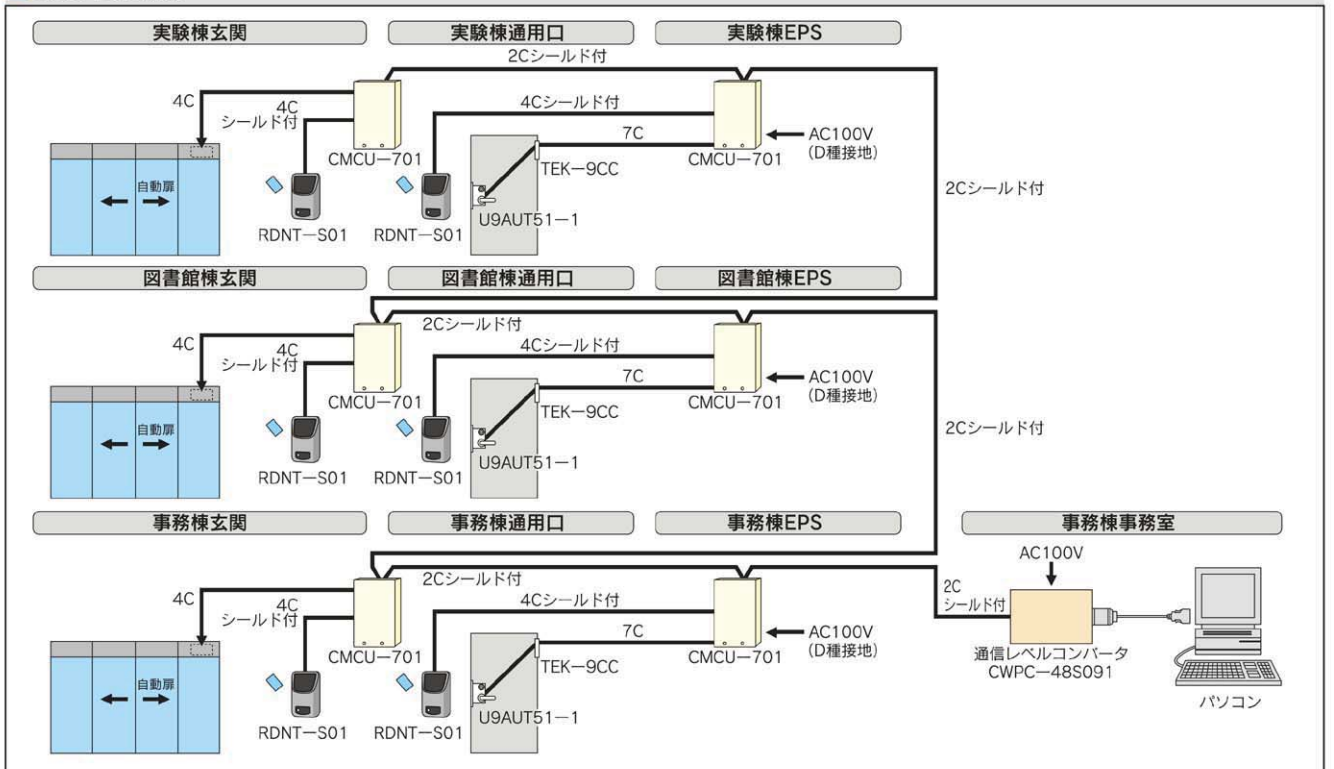 実験棟玄関
実験棟通用口
実験棟EPS
2Cシールド付
4C
4C
シールド付
4Cシールド付
7C
AC100V
(D種接地)
CMCU－701
TEK－9CC
CMCU－701
自動扉
U9AUT51－1
RDNT－S01
RDNT－S01
2Cシールド付
図書館棟玄関
図書館棟通用口
図書館棟EPS
2Cシールド付
4C
4C
シールド付
4Cシールド付
7C
AC100V
(D種接地)
CMCU－701
TEK－9CC
CMCU－701
自動扉
U9AUT51－1
RDNT－S01
RDNT－S01
2Cシールド付
事務棟玄関
事務棟通用口
事務棟EPS
事務棟事務室
2Cシールド付
4C
4C
シールド付
4Cシールド付
7C
AC100V
(D種接地)
CMCU－701
TEK－9CC
CMCU－701
自動扉
U9AUT51－1
RDNT－S01
RDNT－S01
2C
シールド付
AC100V
通信レベルコンバータ
CWPC－48S091
パソコン